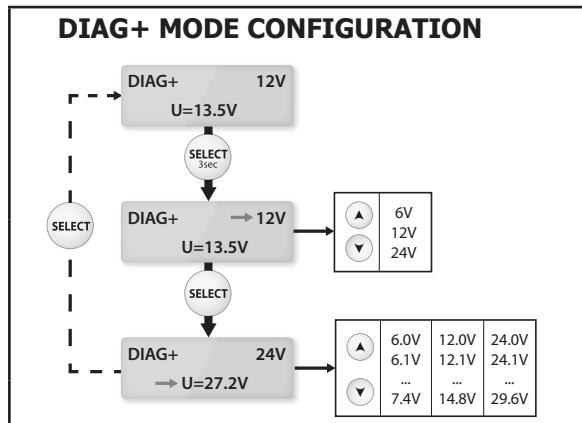 DIAG+ MODE CONFIGURATION
DIAG+ 12V
U=13.5V
SELECT
3sec
DIAG+ 12V
U=13.5V
6V
12V
24V
SELECT
SELECT
DIAG+ 24V
U=27.2V
6.0V 12.0V 24.0V
6.1V 12.1V 24.1V
... ... ...
7.4V 14.8V 29.6V